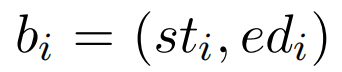 b_i = (st_i, ed_i)